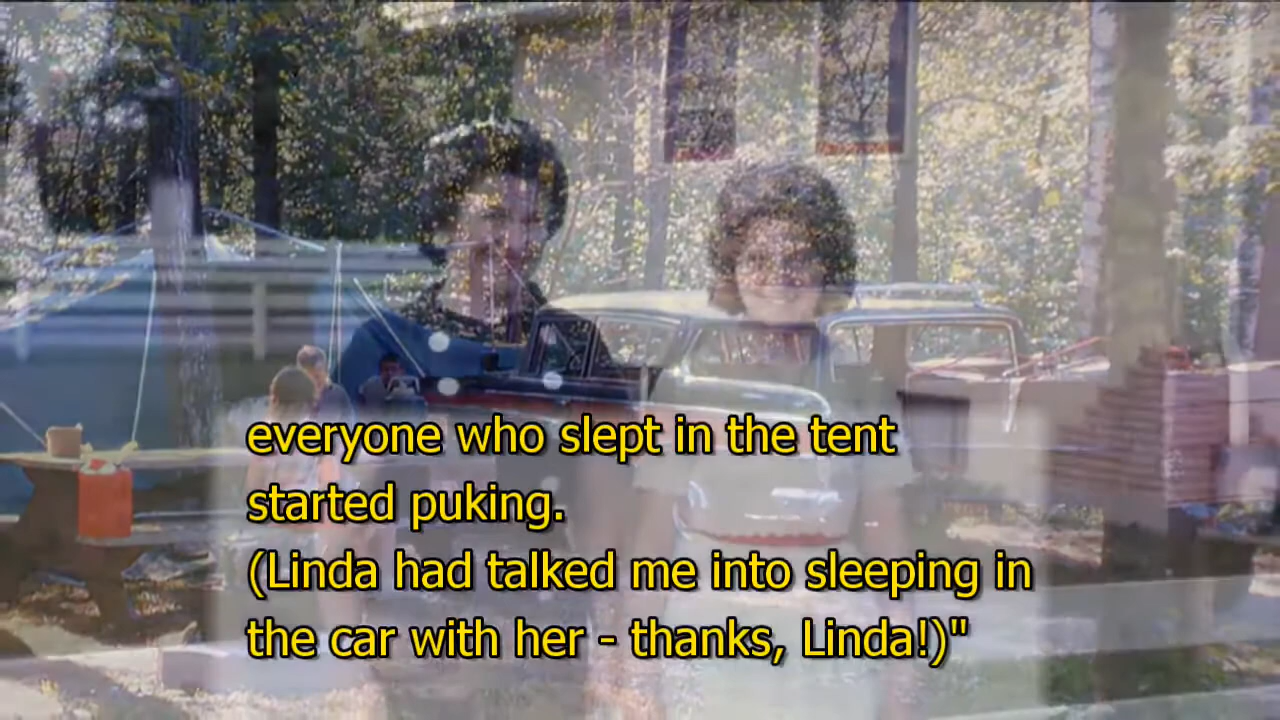 everyone who slept in the tent
started puking.
(Linda had talked me into sleeping in
the car with her - thanks, Linda!)"